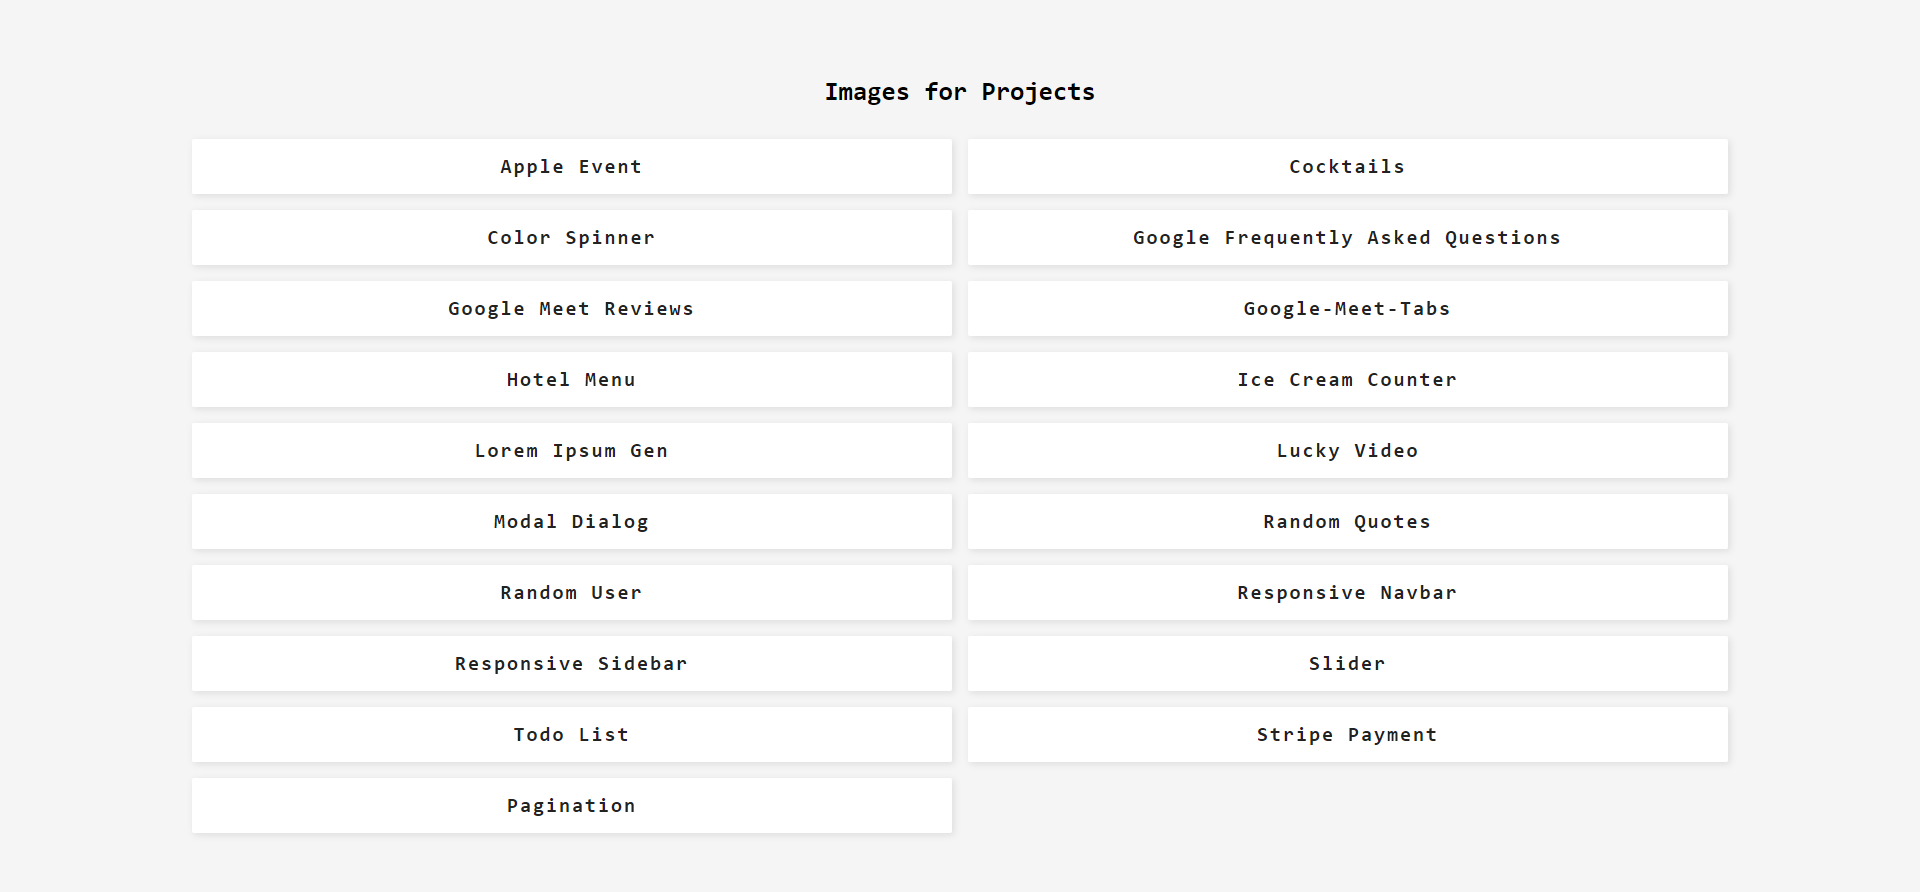 Images for Projects
Apple Event
Cocktails
Color Spinner
Google Frequently Asked Questions
Google Meet Reviews
Google-Meet-Tabs
Hotel Menu
Ice Cream Counter
Lorem Ipsum Gen
Lucky Video
Modal Dialog
Random Quotes
Random User
Responsive Navbar
Responsive Sidebar
Slider
Todo List
Stripe Payment
Pagination